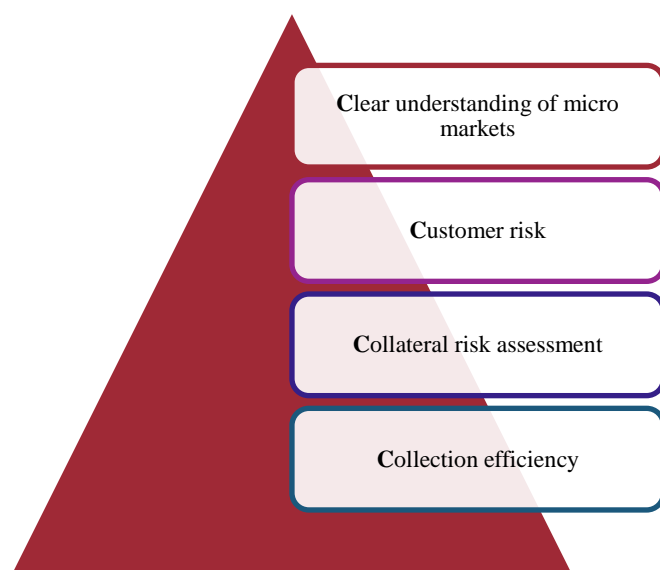 Clear understanding of micro
markets
Customer risk
Collateral risk assessment
Collection efficiency